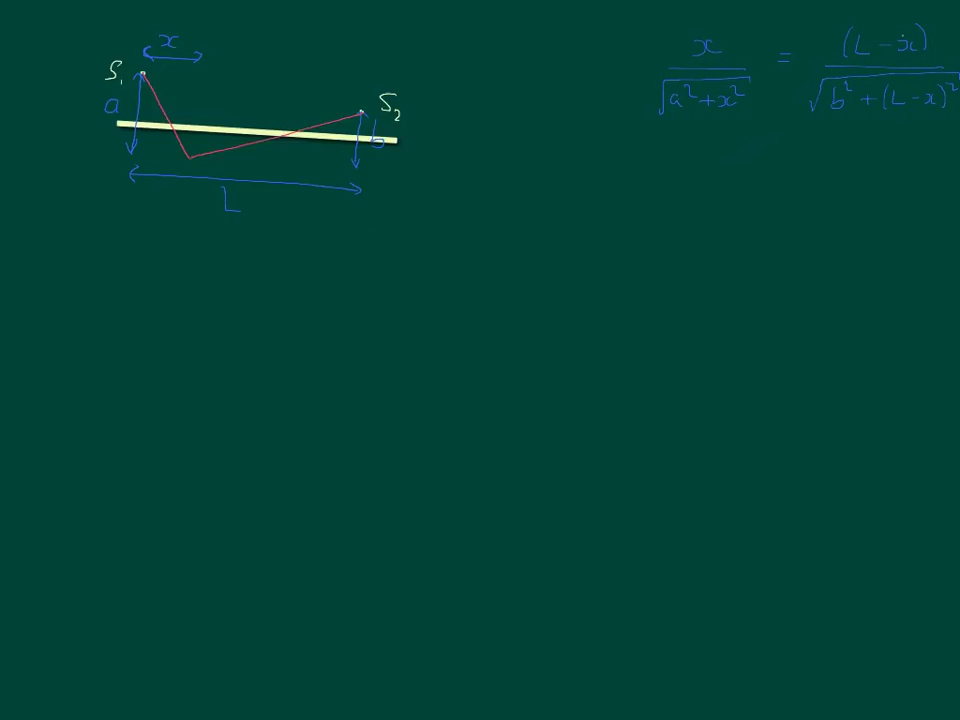 x
S₁
a
S₂
b
L
x / √(a² + x²) = (L - x) / √(b² + (L - x)²)